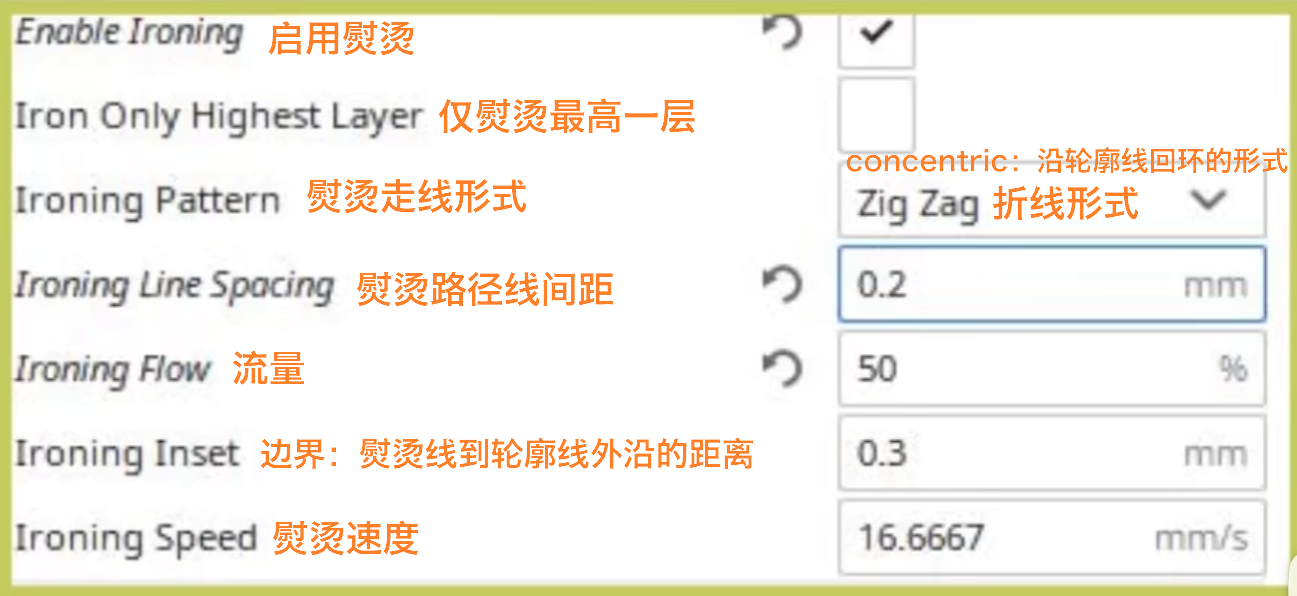 Enable Ironing 启用熨烫
Iron Only Highest Layer 仅熨烫最高一层
concentric：沿轮廓线回环的形式
Ironing Pattern 熨烫走线形式 Zig Zag 折线形式
Ironing Line Spacing 熨烫路径线间距 0.2 mm
Ironing Flow 流量 50 %
Ironing Inset 边界：熨烫线到轮廓线外沿的距离 0.3 mm
Ironing Speed 熨烫速度 16.6667 mm/s